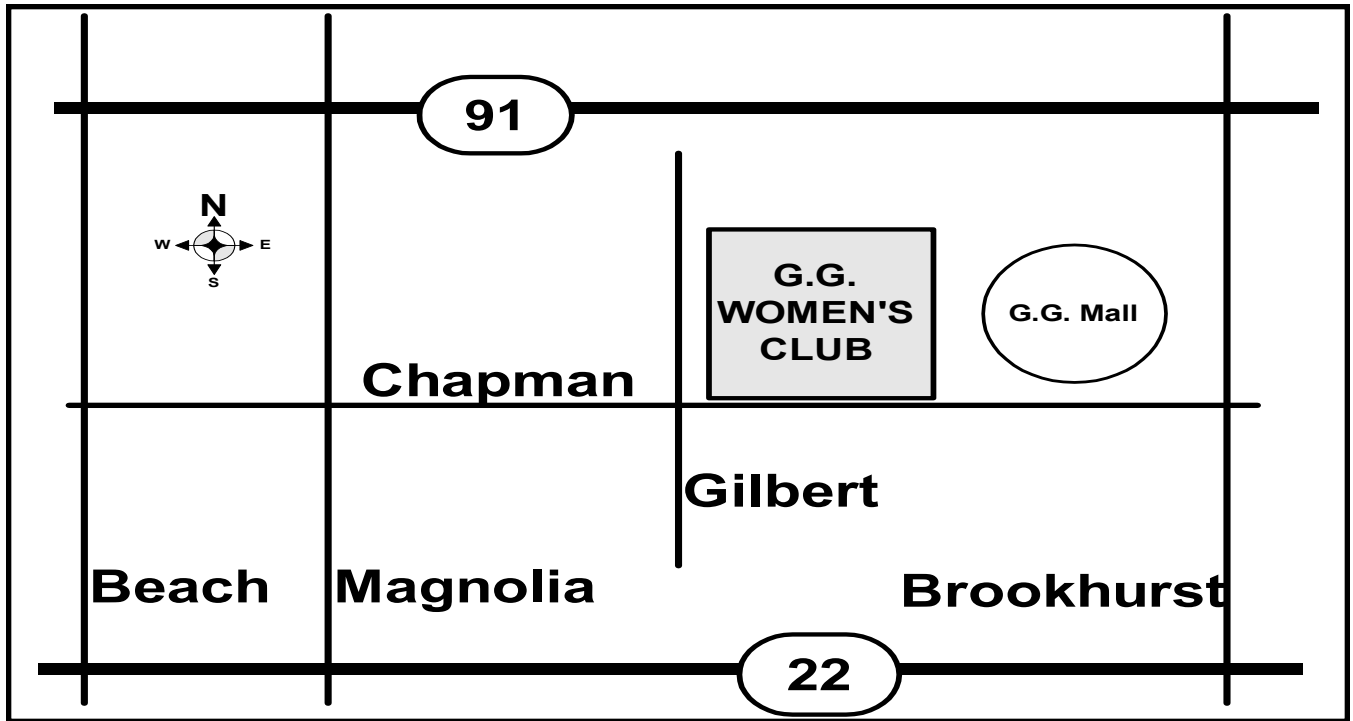 91
N
W E
S
G.G.
WOMEN'S
CLUB
G.G. Mall
Chapman
Gilbert
Beach
Magnolia
Brookhurst
22